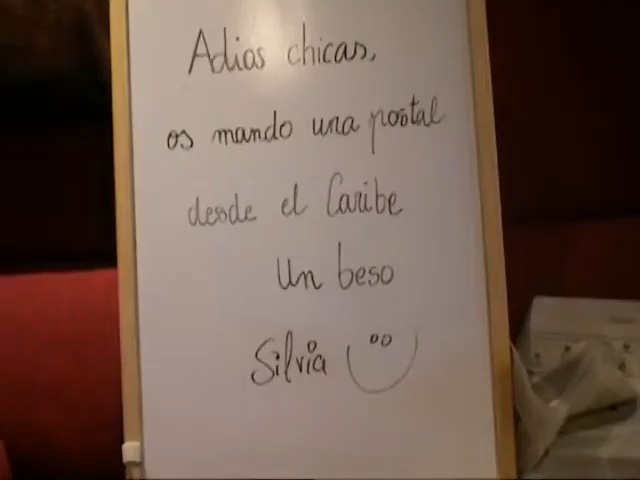 Adios chicas,
os mando una postal
desde el Caribe
Un beso
Silvia